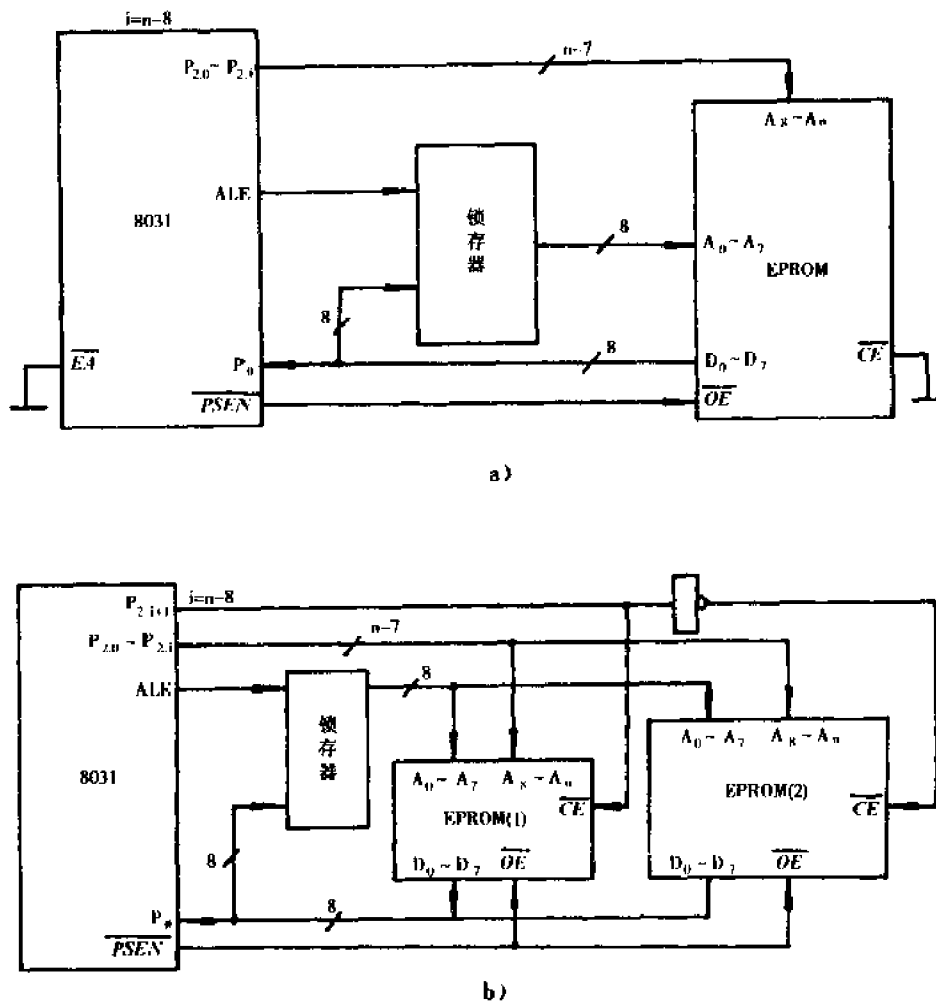 i=n-8
P2.0~P2.i
n-7
A8~An
ALE
8031
锁存器
8
A0~A7
EPROM
8
EA
P0
8
D0~D7
CE
PSEN
OE
a)
P2.i+1
i=n-8
P2.0~P2.i
n-7
ALE
8
锁存器
A0~A7 A8~An
8031
A0~A7 A8~An
EPROM(2)
CE
EPROM(1)
CE
8
D0~D7 OE
D0~D7 OE
8
PSEN
b)